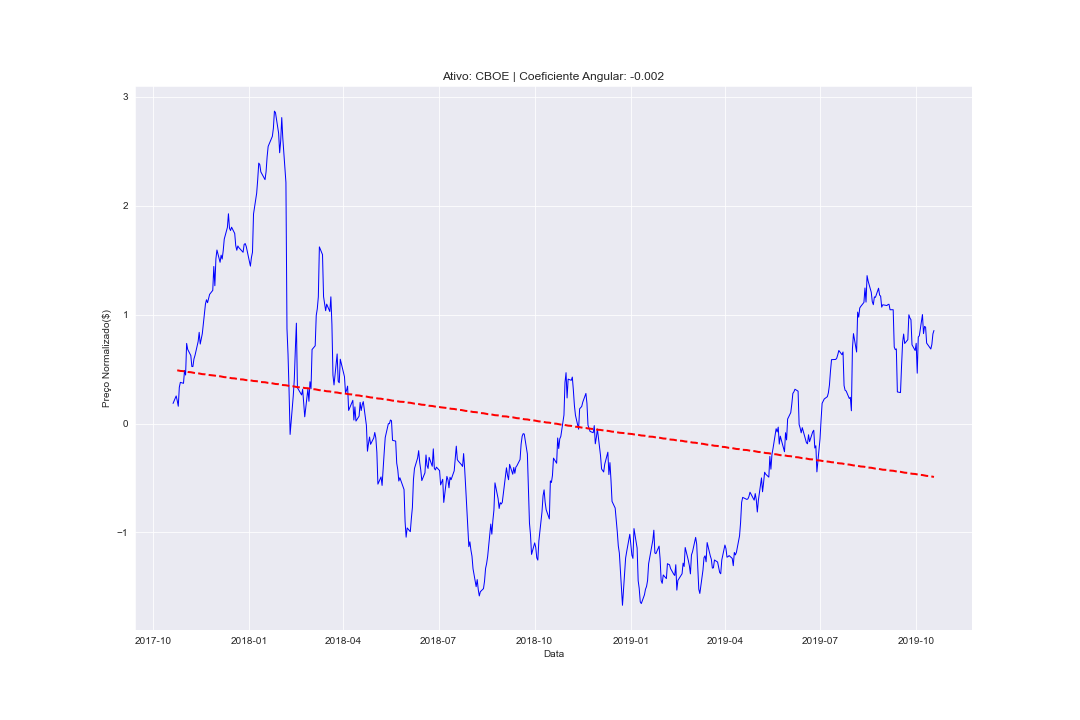 Ativo: CBOE | Coeficiente Angular: -0.002
Preço Normalizado($)
3
2
1
0
−1
2017-10 2018-01 2018-04 2018-07 2018-10 2019-01 2019-04 2019-07 2019-10
Data